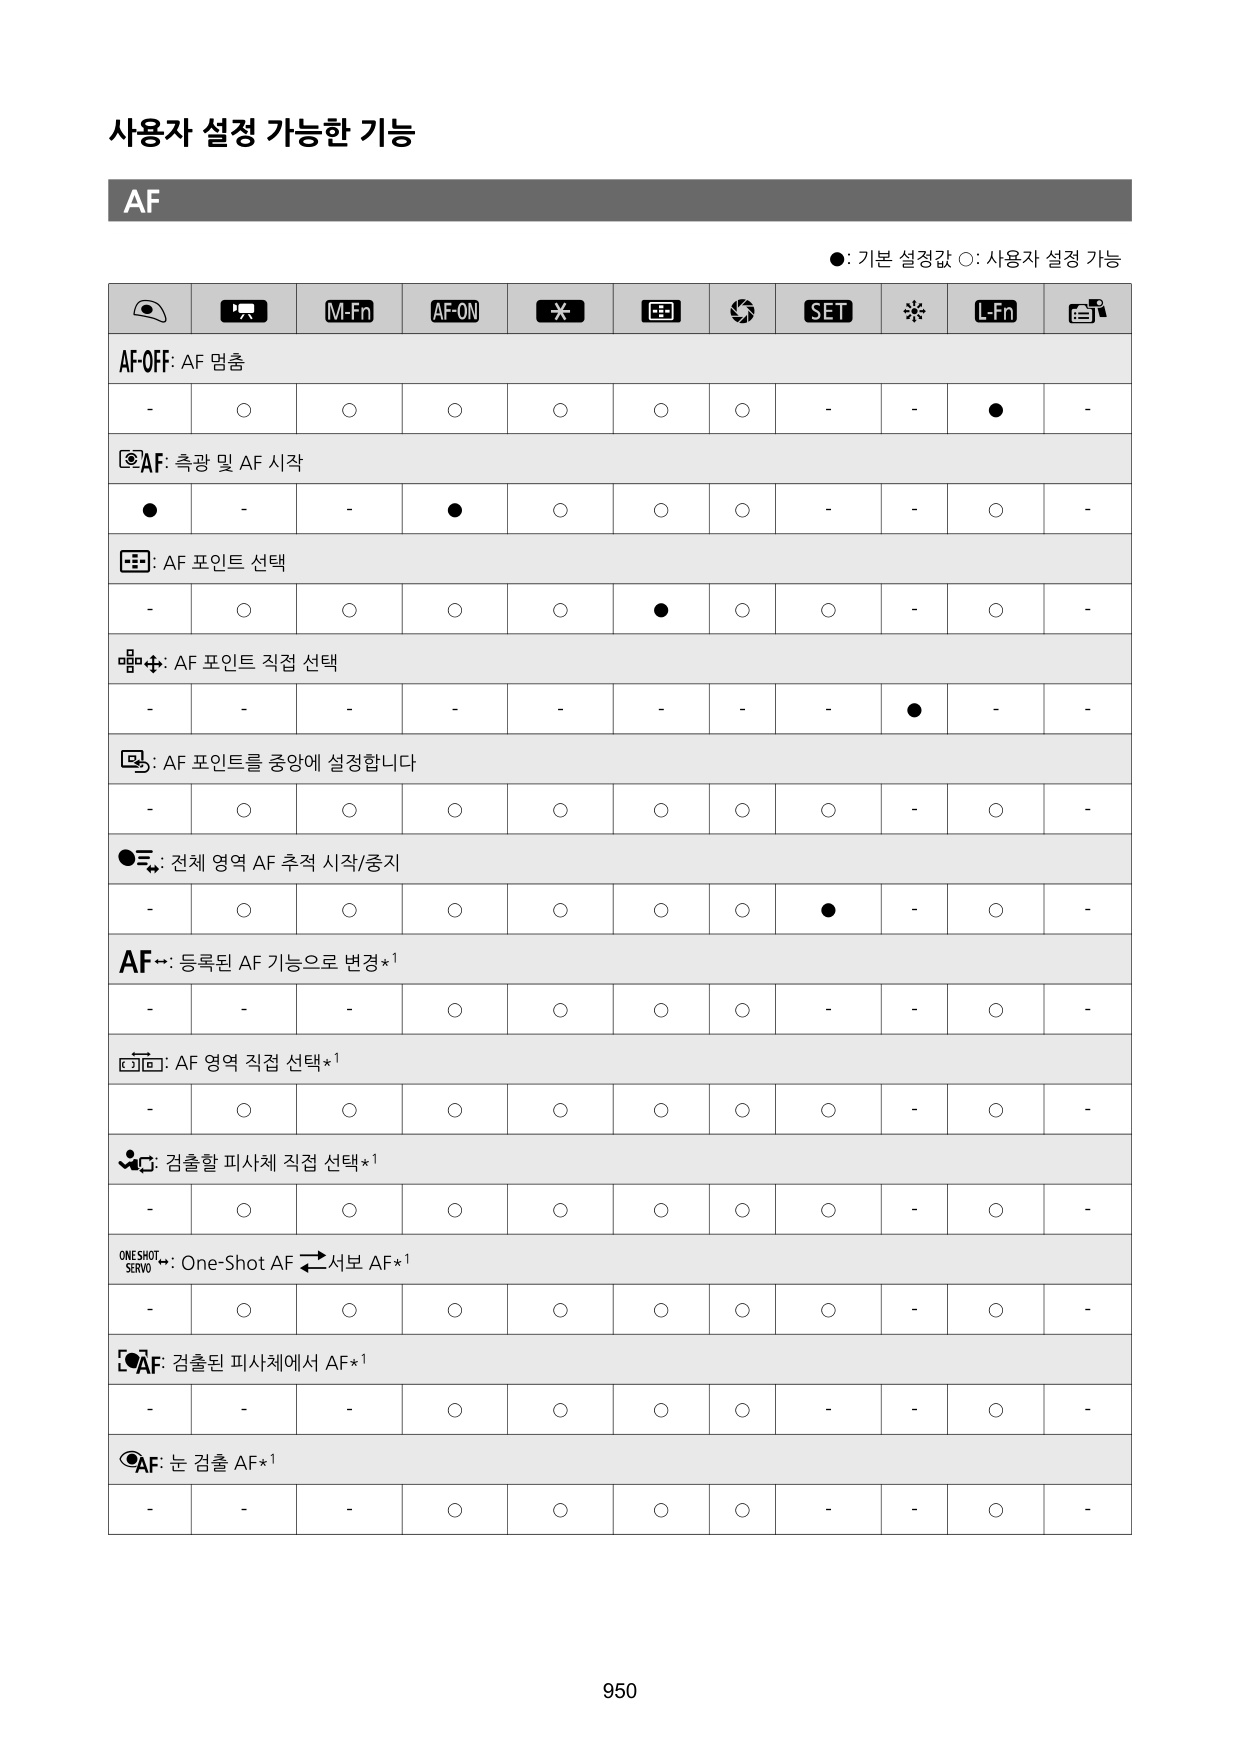 사용자 설정 가능한 기능
AF
●: 기본 설정값 ○: 사용자 설정 가능
M-Fn AF-ON SET L-Fn
AF-OFF: AF 멈춤
- ○ ○ ○ ○ ○ ○ - - ● -
AF: 측광 및 AF 시작
● - - ● ○ ○ ○ - - ○ -
: AF 포인트 선택
- ○ ○ ○ ○ ● ○ ○ - ○ -
: AF 포인트 직접 선택
- - - - - - - - ● - -
: AF 포인트를 중앙에 설정합니다
- ○ ○ ○ ○ ○ ○ ○ - ○ -
: 전체 영역 AF 추적 시작/중지
- ○ ○ ○ ○ ○ ○ ● - ○ -
AF↔: 등록된 AF 기능으로 변경*1
- - - ○ ○ ○ ○ - - ○ -
: AF 영역 직접 선택*1
- ○ ○ ○ ○ ○ ○ ○ - ○ -
: 검출할 피사체 직접 선택*1
- ○ ○ ○ ○ ○ ○ ○ - ○ -
ONE SHOT SERVO↔: One-Shot AF ⇄서보 AF*1
- ○ ○ ○ ○ ○ ○ ○ - ○ -
AF: 검출된 피사체에서 AF*1
- - - ○ ○ ○ ○ - - ○ -
AF: 눈 검출 AF*1
- - - ○ ○ ○ ○ - - ○ -
950